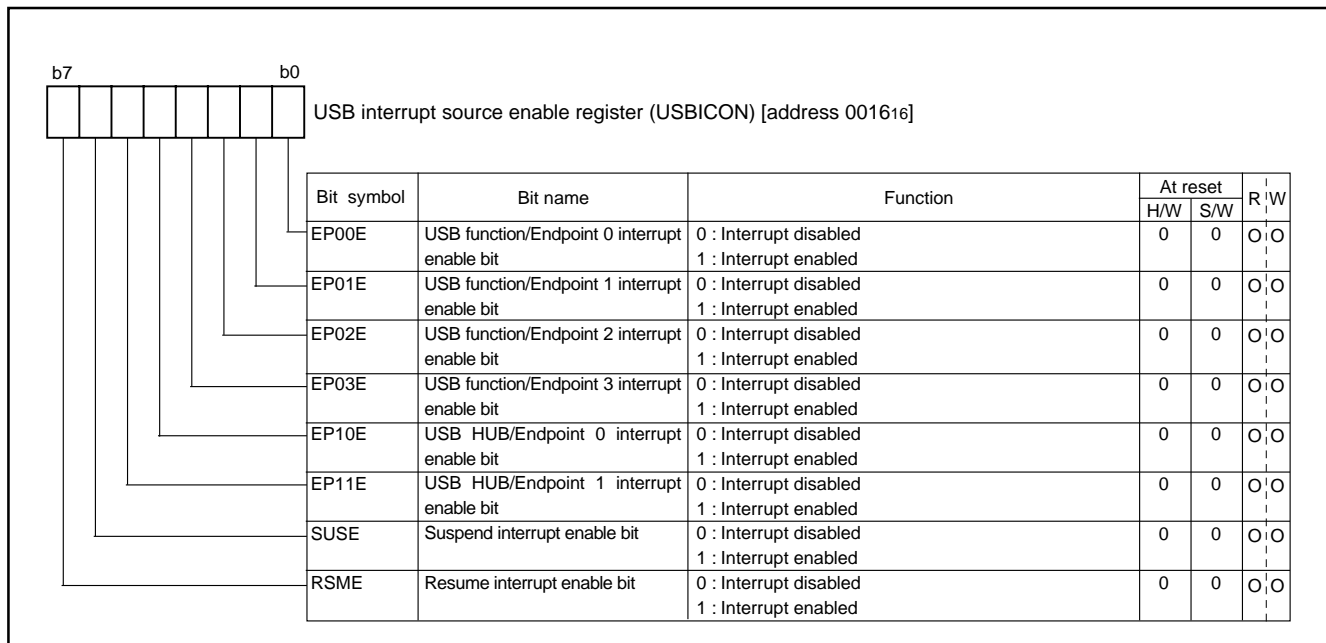 b7 b0
USB interrupt source enable register (USBICON) [address 001616]
Bit symbol Bit name Function At reset R W
H/W S/W
EP00E USB function/Endpoint 0 interrupt 0 : Interrupt disabled 0 0 O O
enable bit 1 : Interrupt enabled
EP01E USB function/Endpoint 1 interrupt 0 : Interrupt disabled 0 0 O O
enable bit 1 : Interrupt enabled
EP02E USB function/Endpoint 2 interrupt 0 : Interrupt disabled 0 0 O O
enable bit 1 : Interrupt enabled
EP03E USB function/Endpoint 3 interrupt 0 : Interrupt disabled 0 0 O O
enable bit 1 : Interrupt enabled
EP10E USB HUB/Endpoint 0 interrupt 0 : Interrupt disabled 0 0 O O
enable bit 1 : Interrupt enabled
EP11E USB HUB/Endpoint 1 interrupt 0 : Interrupt disabled 0 0 O O
enable bit 1 : Interrupt enabled
SUSE Suspend interrupt enable bit 0 : Interrupt disabled 0 0 O O
1 : Interrupt enabled
RSME Resume interrupt enable bit 0 : Interrupt disabled 0 0 O O
1 : Interrupt enabled